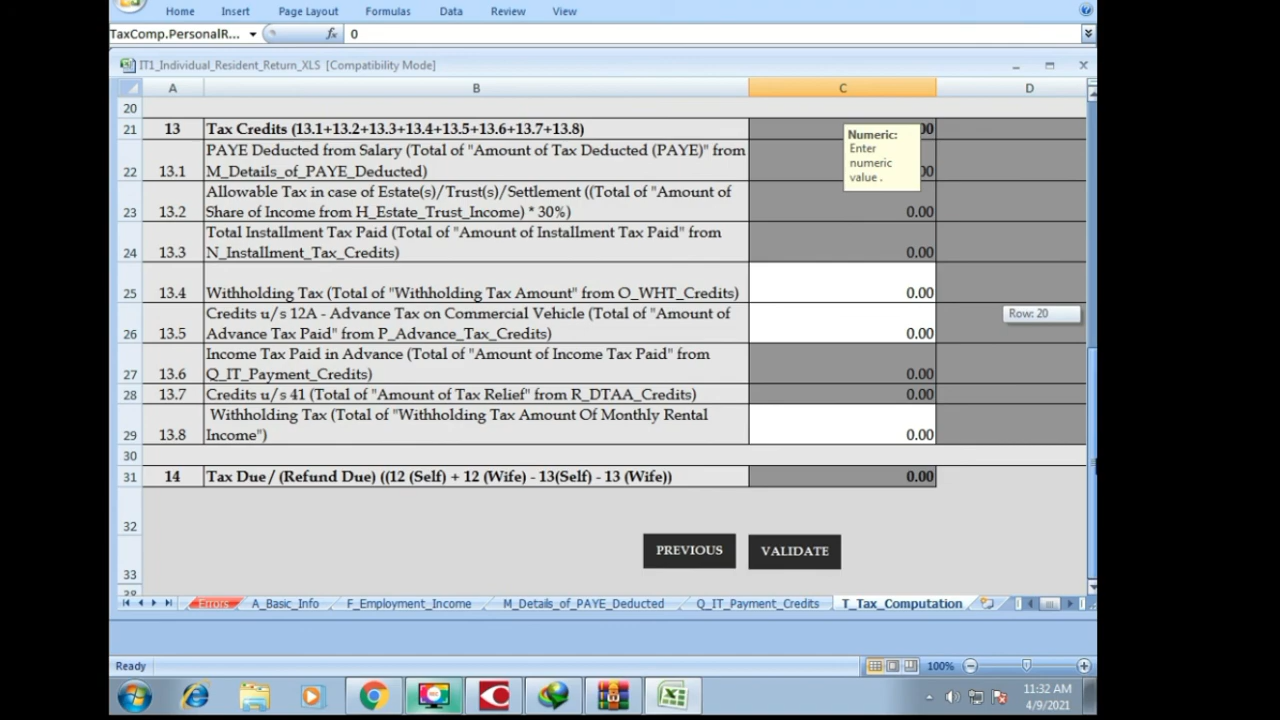 Home Insert Page Layout Formulas Data Review View
TaxComp.PersonalR... fx 0
IT1_Individual_Resident_Return_XLS [Compatibility Mode]
A B C D
20
21 13 Tax Credits (13.1+13.2+13.3+13.4+13.5+13.6+13.7+13.8) 00
Numeric:
Enter
numeric
value .
PAYE Deducted from Salary (Total of "Amount of Tax Deducted (PAYE)" from
22 13.1 M_Details_of_PAYE_Deducted) 00
Allowable Tax in case of Estate(s)/Trust(s)/Settlement ((Total of "Amount of
23 13.2 Share of Income from H_Estate_Trust_Income) * 30%) 0.00
Total Installment Tax Paid (Total of "Amount of Installment Tax Paid" from
24 13.3 N_Installment_Tax_Credits) 0.00
25 13.4 Withholding Tax (Total of "Withholding Tax Amount" from O_WHT_Credits) 0.00
Credits u/s 12A - Advance Tax on Commercial Vehicle (Total of "Amount of
26 13.5 Advance Tax Paid" from P_Advance_Tax_Credits) 0.00
Row: 20
Income Tax Paid in Advance (Total of "Amount of Income Tax Paid" from
27 13.6 Q_IT_Payment_Credits) 0.00
28 13.7 Credits u/s 41 (Total of "Amount of Tax Relief" from R_DTAA_Credits) 0.00
Withholding Tax (Total of "Withholding Tax Amount Of Monthly Rental
29 13.8 Income") 0.00
30
31 14 Tax Due / (Refund Due) ((12 (Self) + 12 (Wife) - 13(Self) - 13 (Wife)) 0.00
32
PREVIOUS VALIDATE
33
Errors A_Basic_Info F_Employment_Income M_Details_of_PAYE_Deducted Q_IT_Payment_Credits T_Tax_Computation
Ready 100%
11:32 AM
4/9/2021